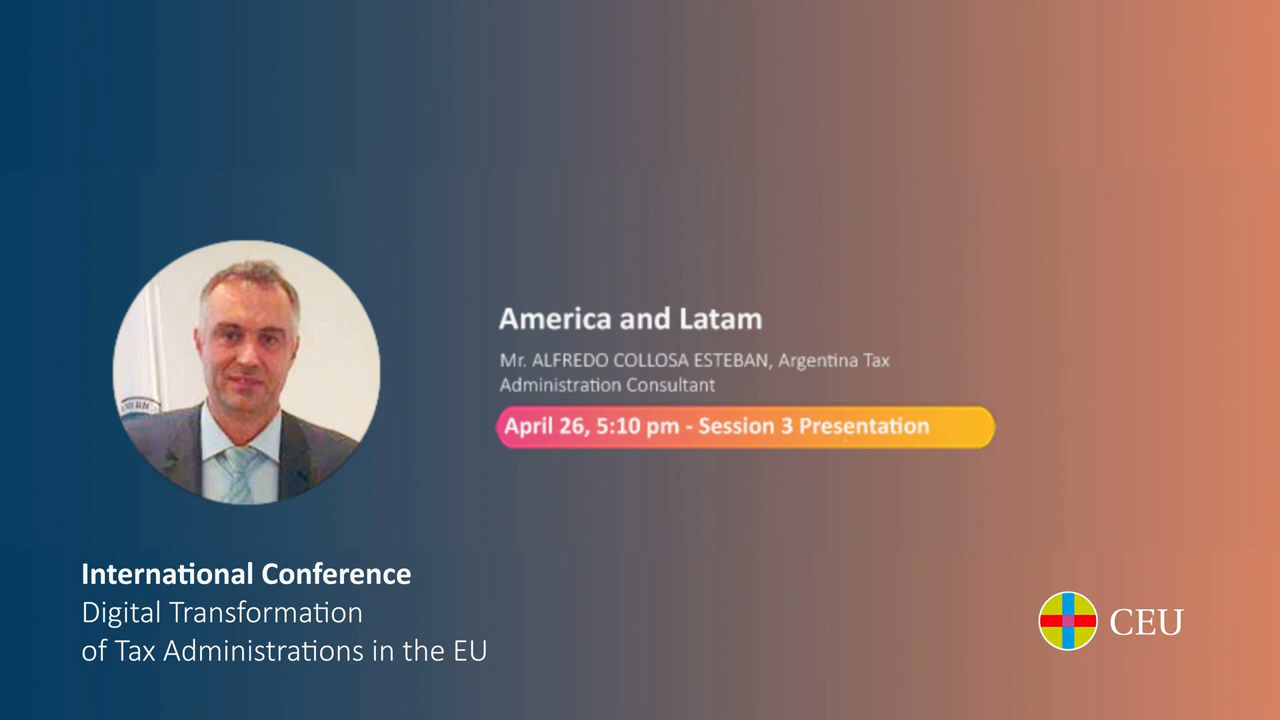 America and Latam
Mr. ALFREDO COLLOSA ESTEBAN, Argentina Tax
Administration Consultant
April 26, 5:10 pm - Session 3 Presentation
International Conference
Digital Transformation
of Tax Administrations in the EU
CEU